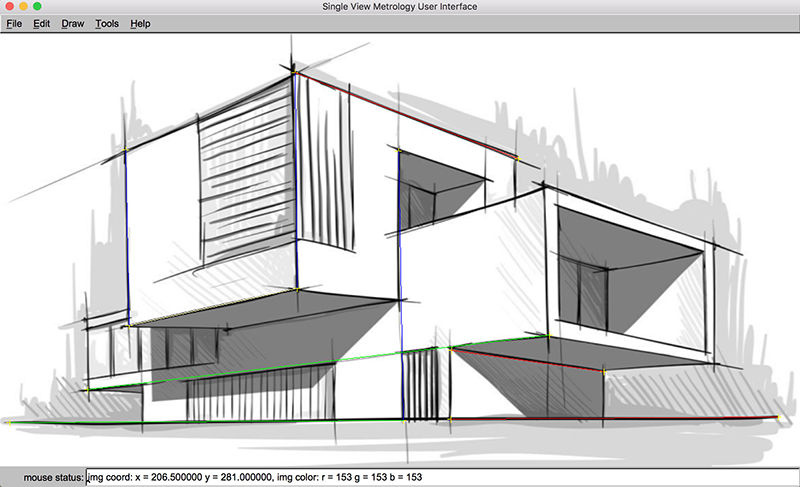 Single View Metrology User Interface
File Edit Draw Tools Help
mouse status: img coord: x = 206.500000 y = 281.000000, img color: r = 153 g = 153 b = 153